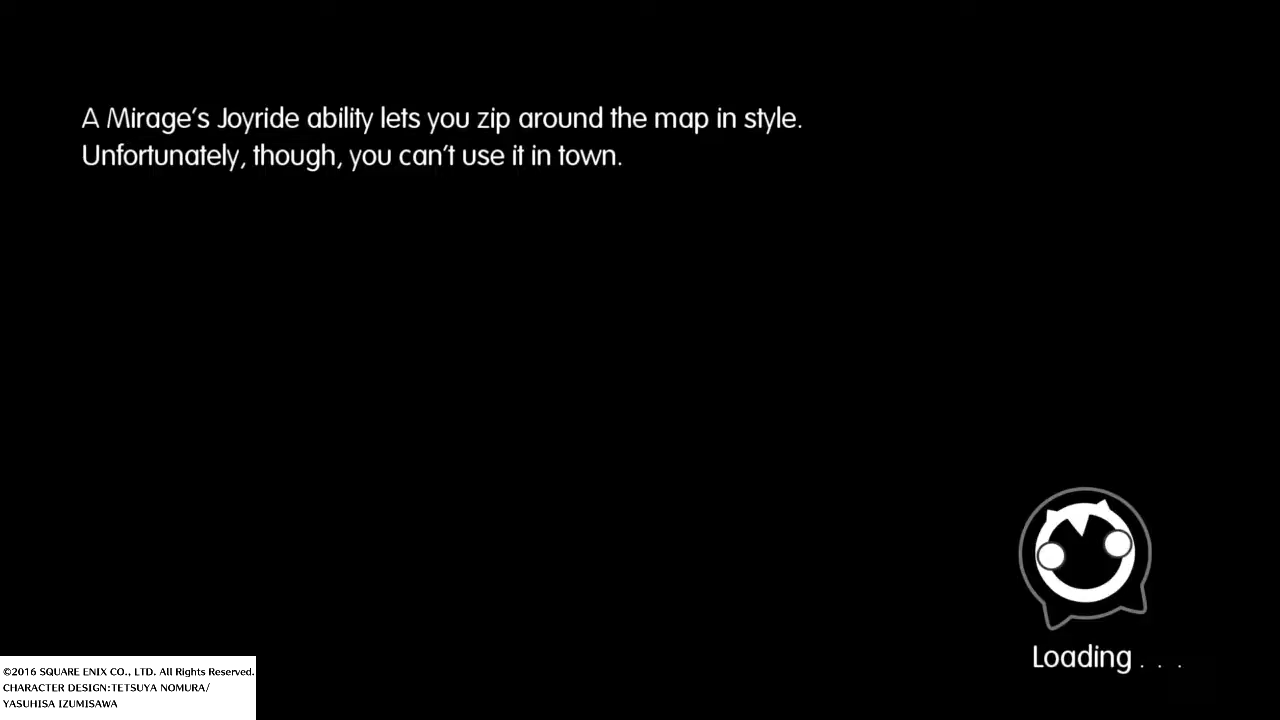 A Mirage's Joyride ability lets you zip around the map in style.
Unfortunately, though, you can't use it in town.
Loading . . .
©2016 SQUARE ENIX CO., LTD. All Rights Reserved.
CHARACTER DESIGN:TETSUYA NOMURA/
YASUHISA IZUMISAWA